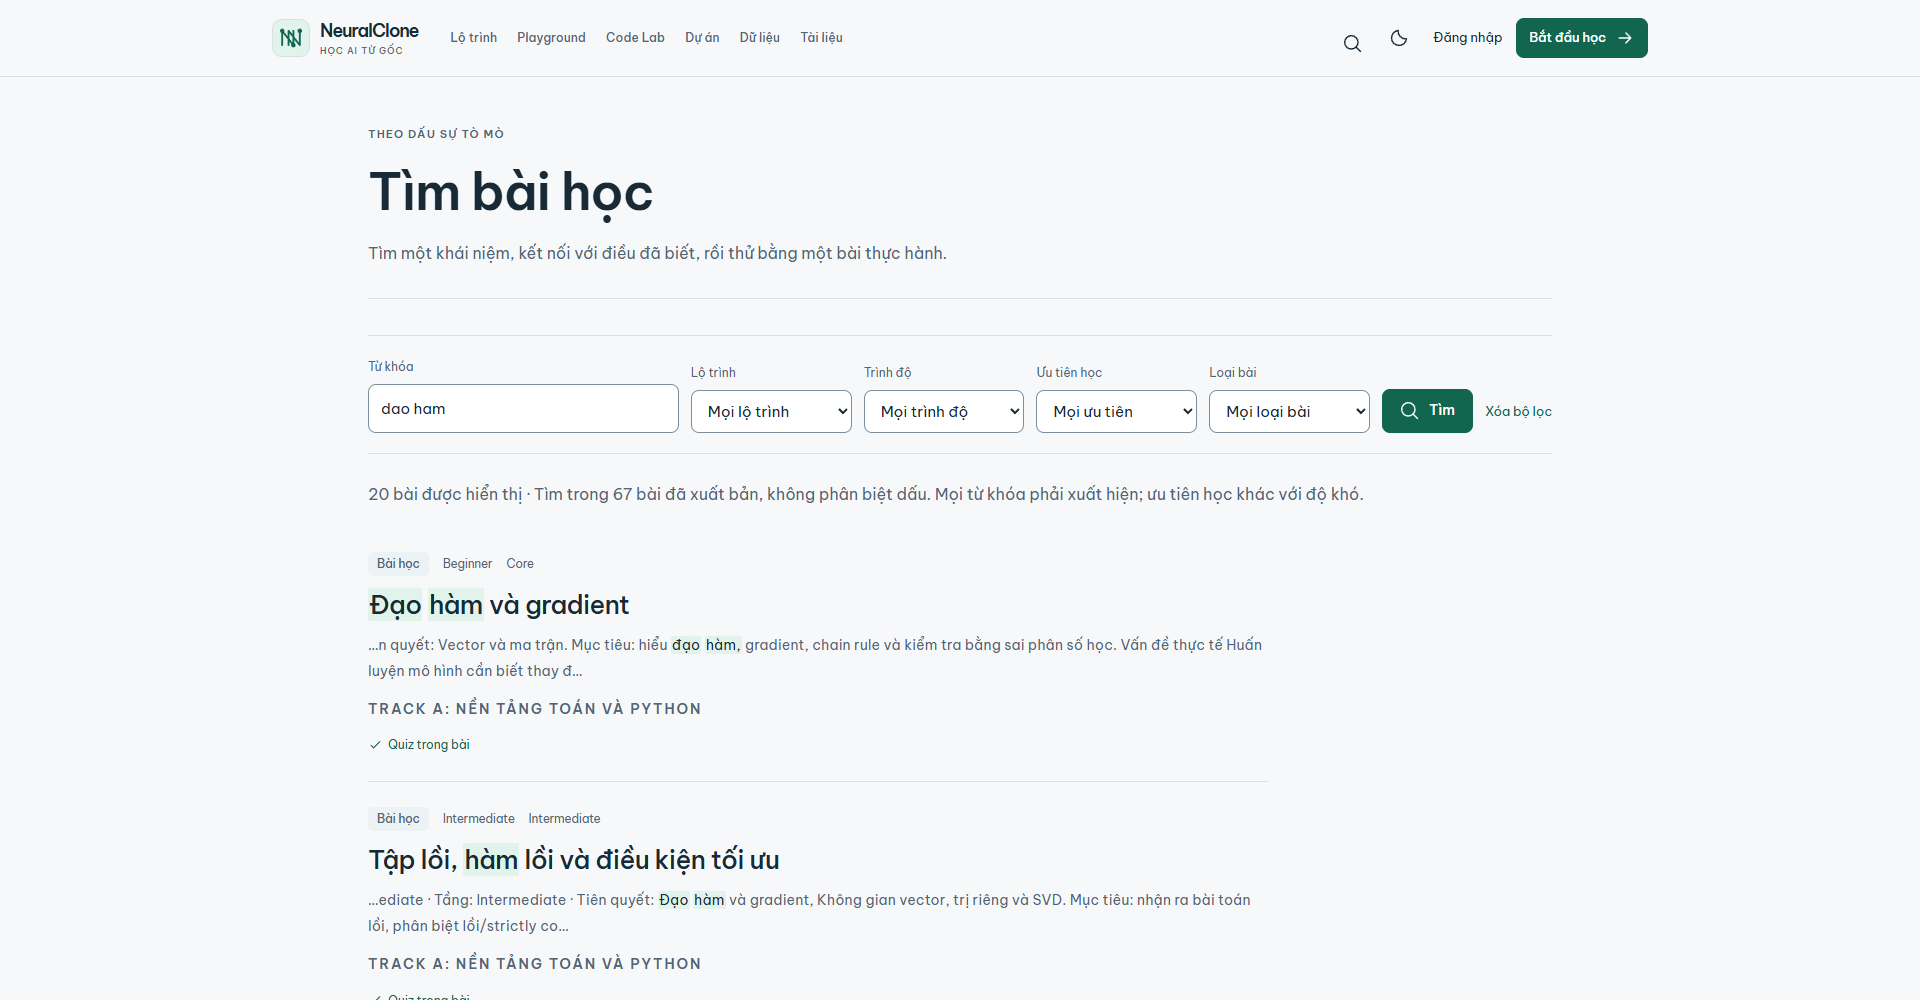 NeuralClone
HỌC AI TỪ GỐC
Lộ trình
Playground
Code Lab
Dự án
Dữ liệu
Tài liệu
Đăng nhập
Bắt đầu học
THEO DẤU SỰ TÒ MÒ
Tìm bài học
Tìm một khái niệm, kết nối với điều đã biết, rồi thử bằng một bài thực hành.
Từ khóa
Lộ trình
Trình độ
Ưu tiên học
Loại bài
dao ham
Mọi lộ trình
Mọi trình độ
Mọi ưu tiên
Mọi loại bài
Tìm
Xóa bộ lọc
20 bài được hiển thị · Tìm trong 67 bài đã xuất bản, không phân biệt dấu. Mọi từ khóa phải xuất hiện; ưu tiên học khác với độ khó.
Bài học Beginner Core
Đạo hàm và gradient
…n quyết: Vector và ma trận. Mục tiêu: hiểu đạo hàm, gradient, chain rule và kiểm tra bằng sai phân số học. Vấn đề thực tế Huấn
luyện mô hình cần biết thay đ…
TRACK A: NỀN TẢNG TOÁN VÀ PYTHON
Quiz trong bài
Bài học Intermediate Intermediate
Tập lồi, hàm lồi và điều kiện tối ưu
…ediate · Tầng: Intermediate · Tiên quyết: Đạo hàm và gradient, Không gian vector, trị riêng và SVD. Mục tiêu: nhận ra bài toán
lồi, phân biệt lồi/strictly co…
TRACK A: NỀN TẢNG TOÁN VÀ PYTHON
Quiz trong bài